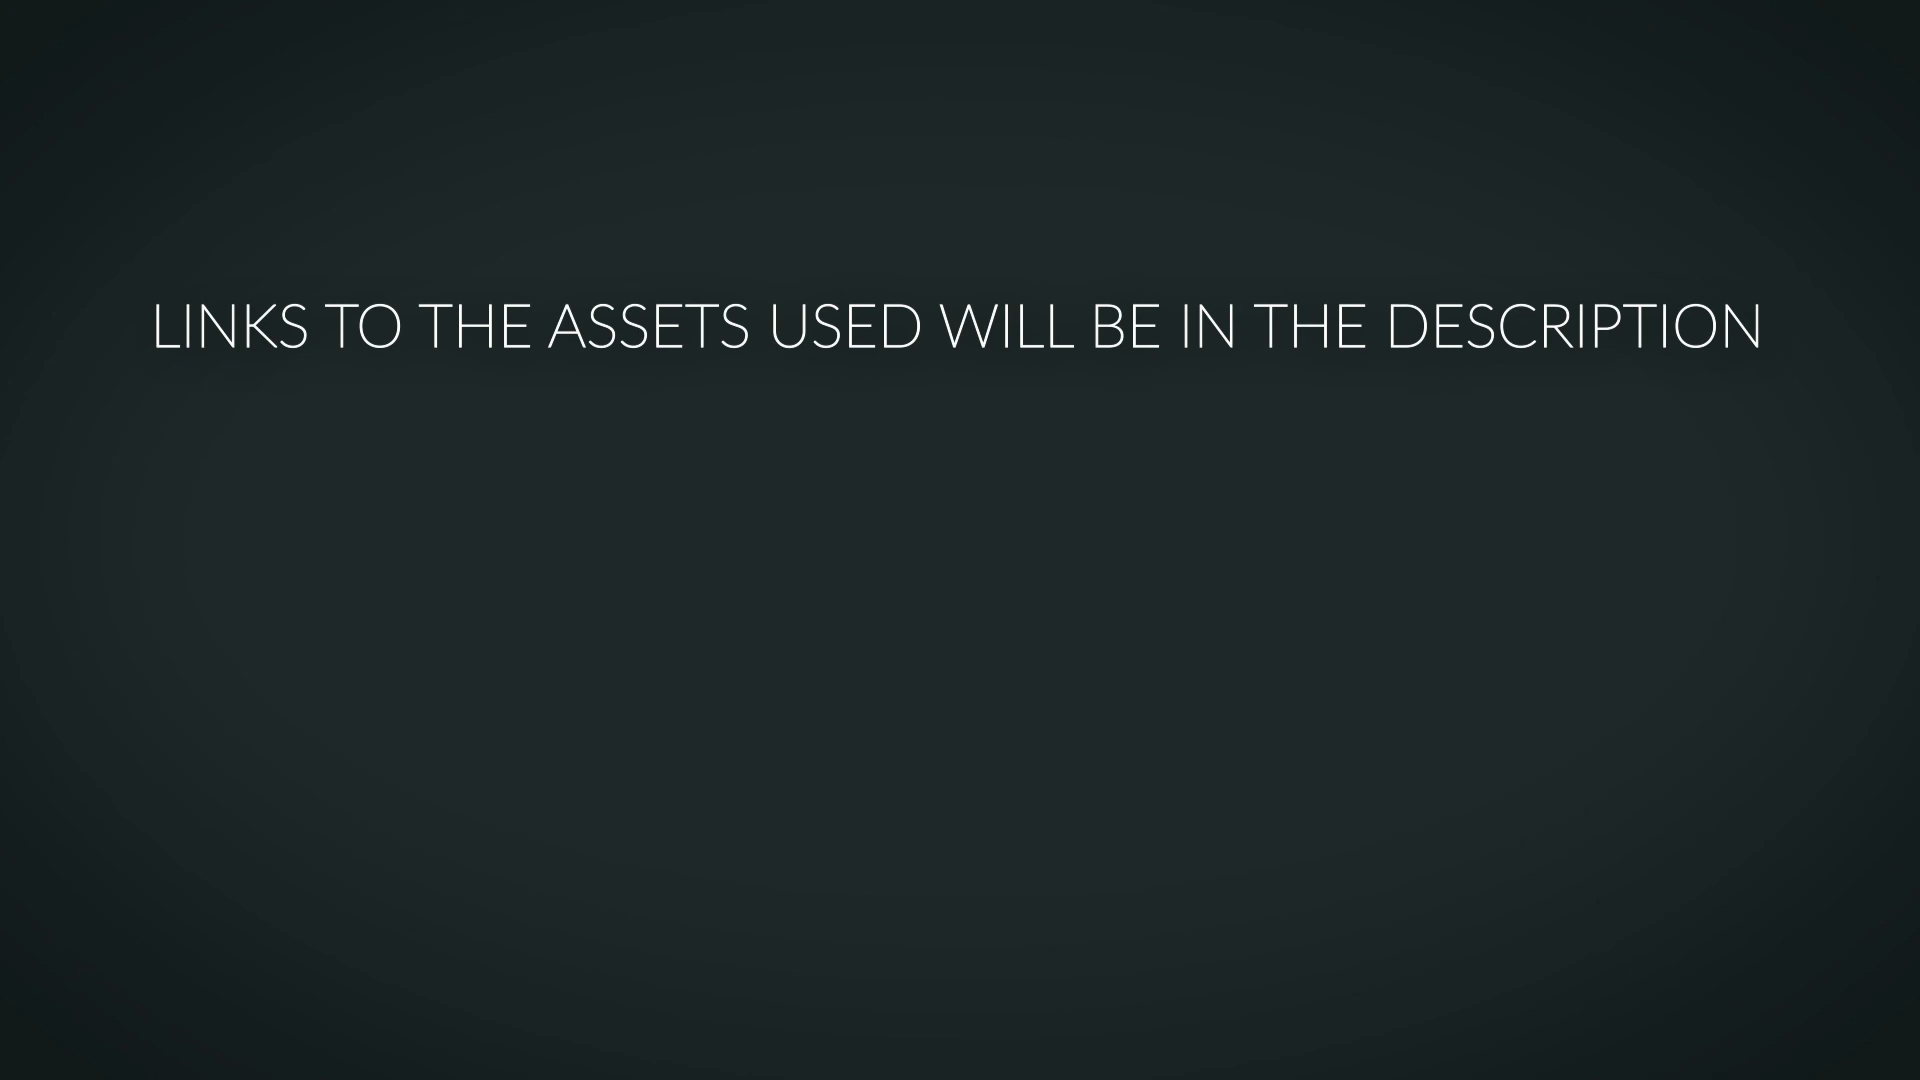 LINKS TO THE ASSETS USED WILL BE IN THE DESCRIPTION